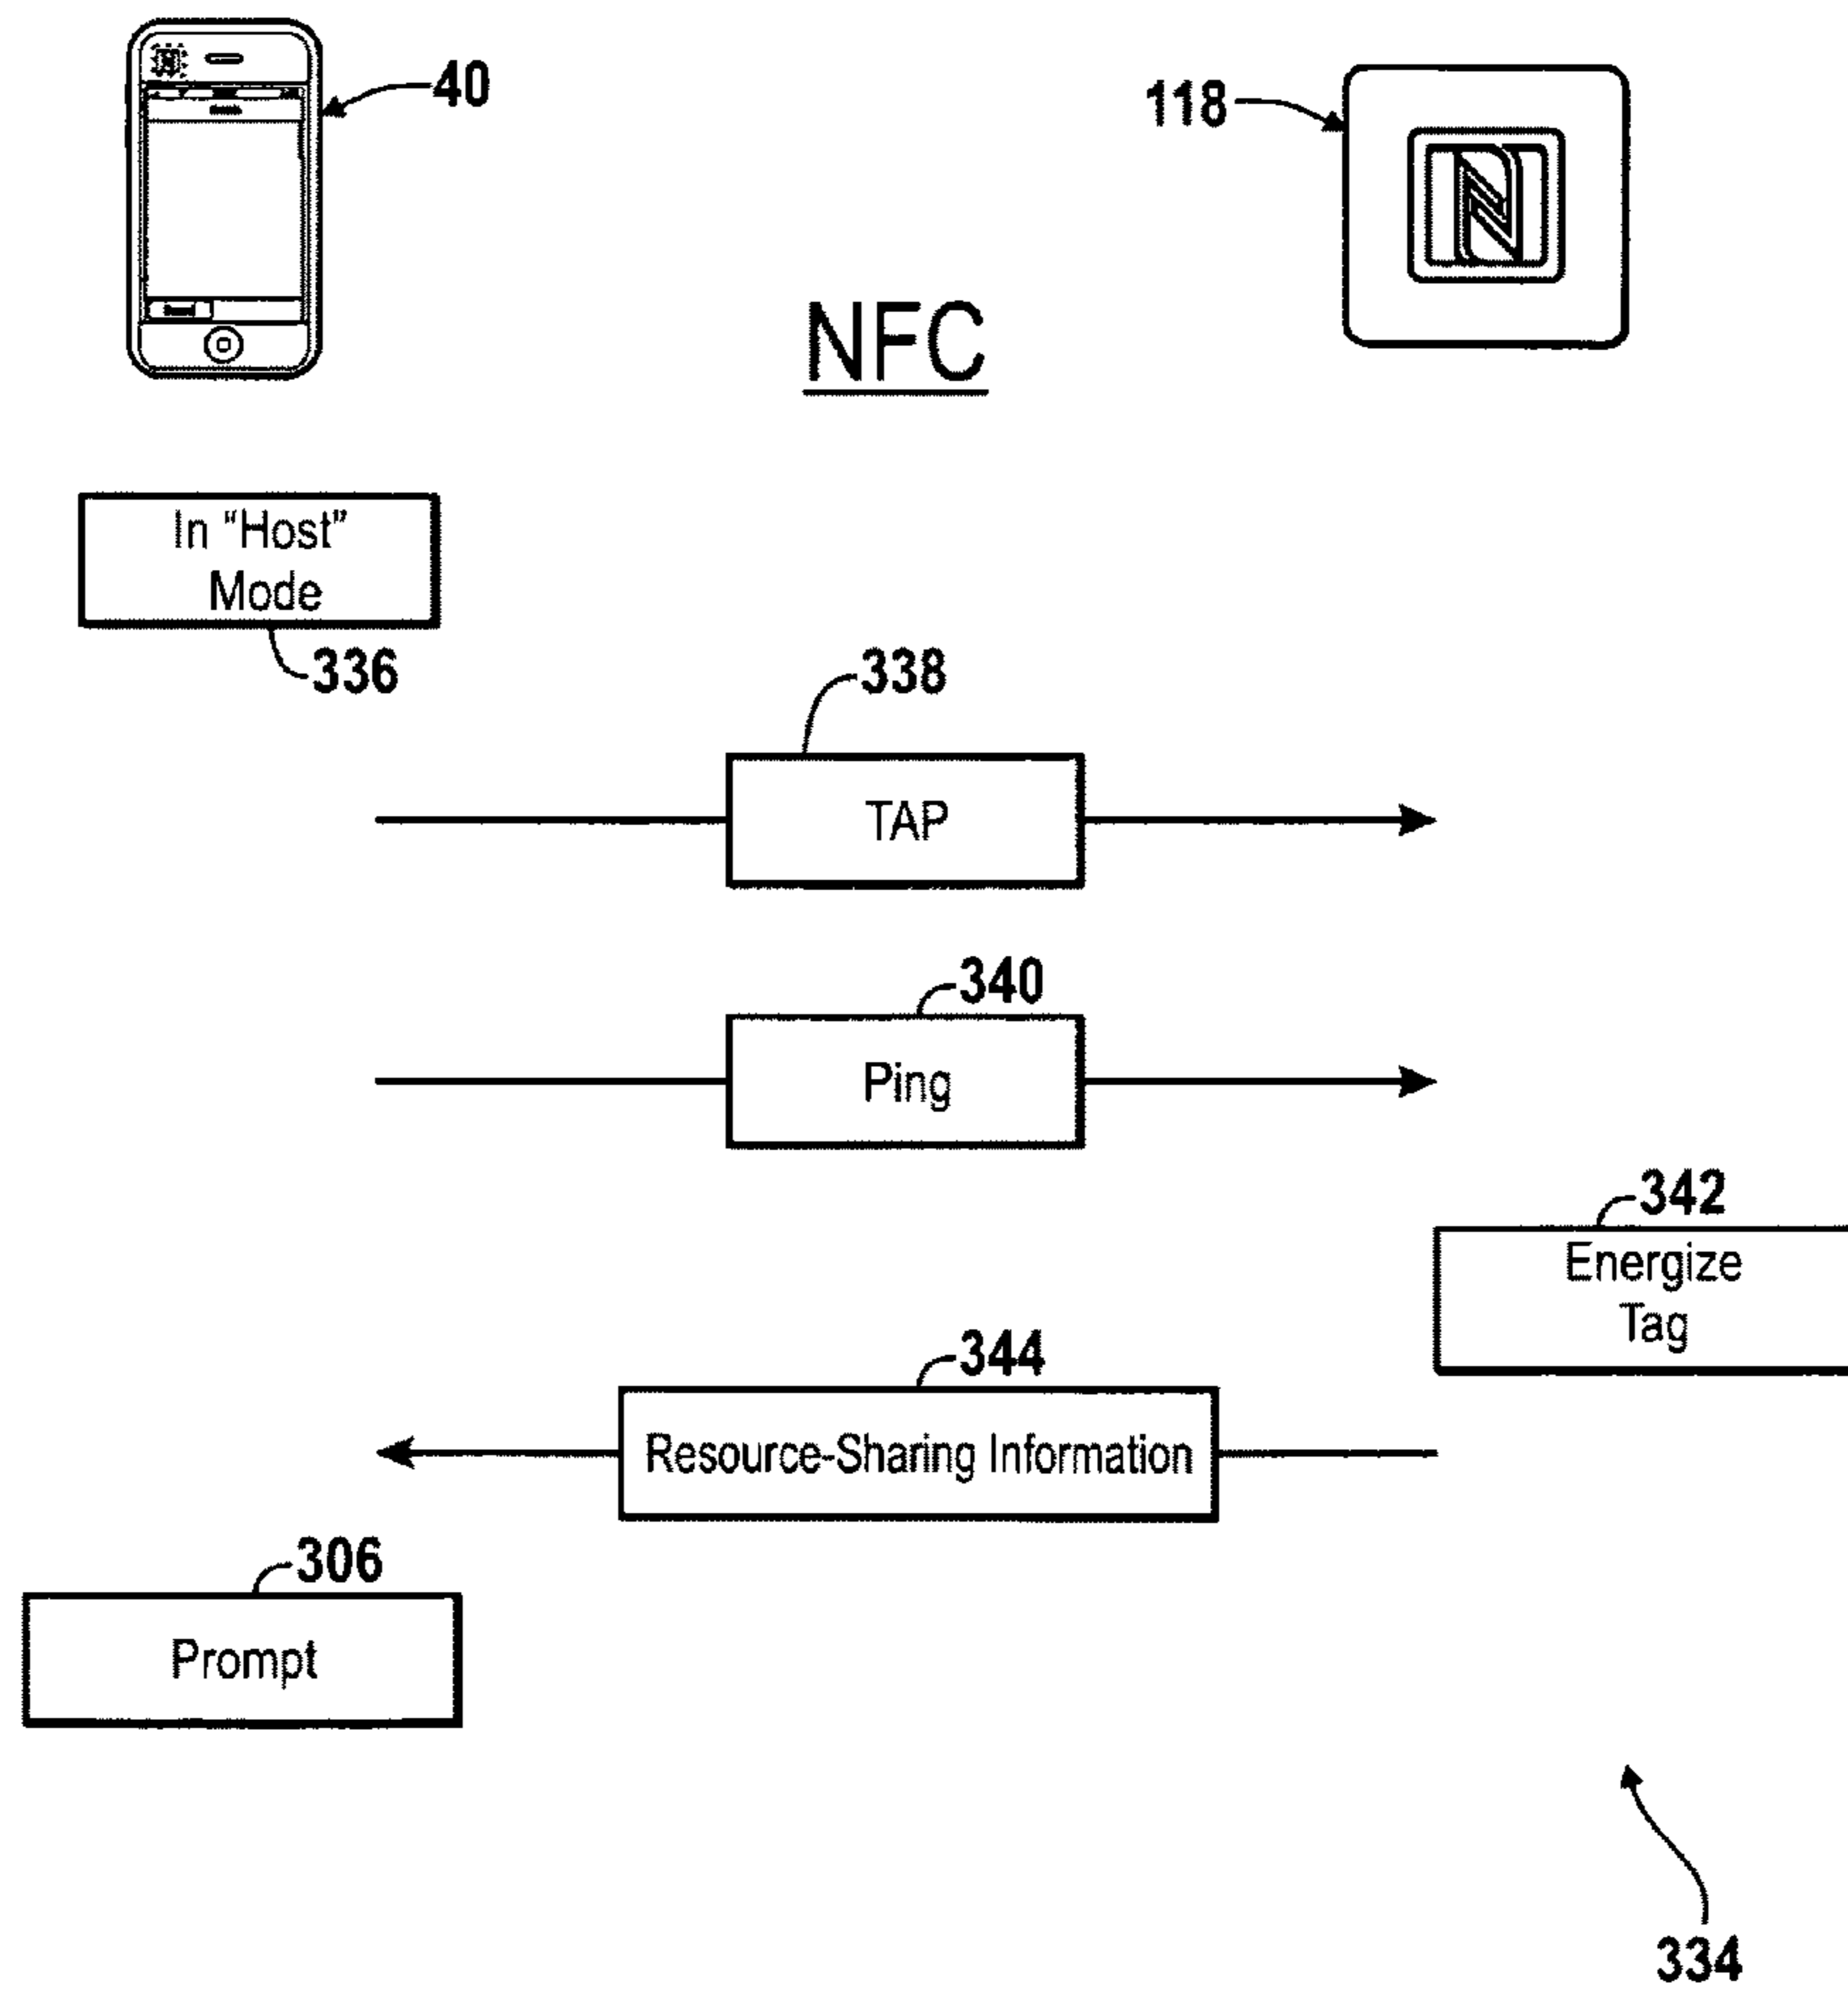 40
118
NFC
In “Host”
Mode
336
338
TAP
340
Ping
342
Energize
Tag
344
Resource-Sharing Information
306
Prompt
334